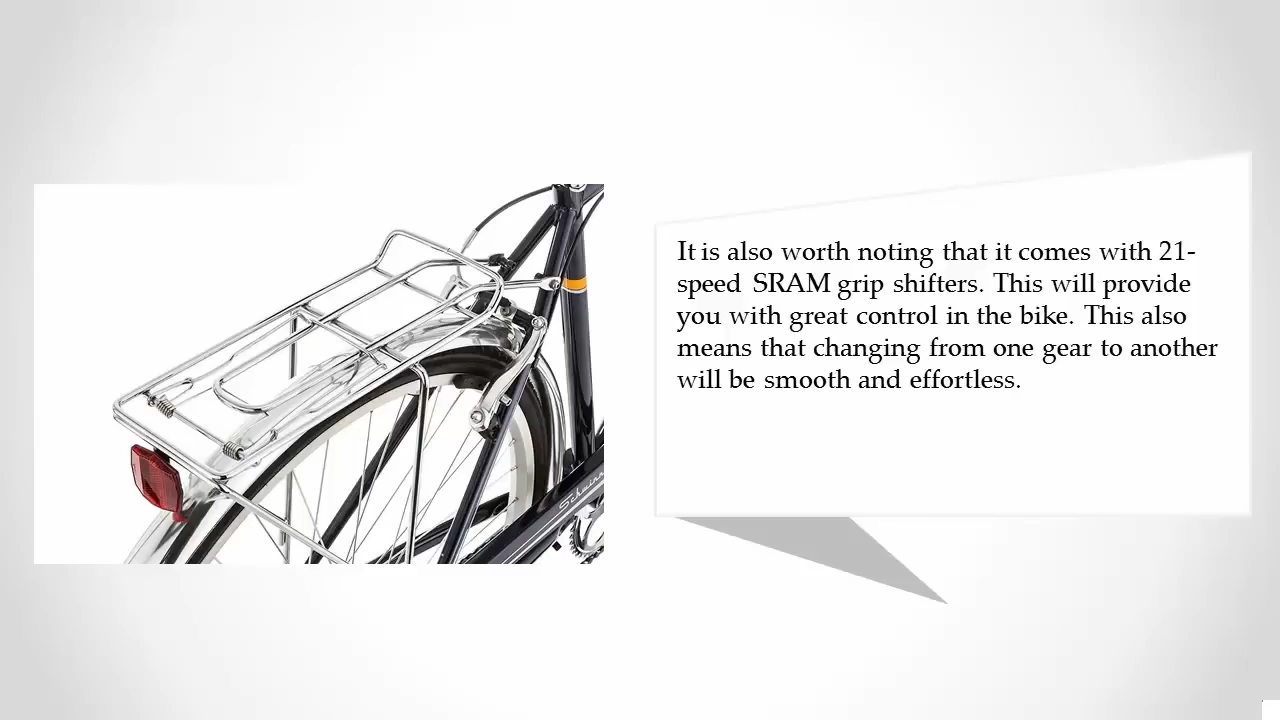 It is also worth noting that it comes with 21-
speed SRAM grip shifters. This will provide
you with great control in the bike. This also
means that changing from one gear to another
will be smooth and effortless.
Schwinn